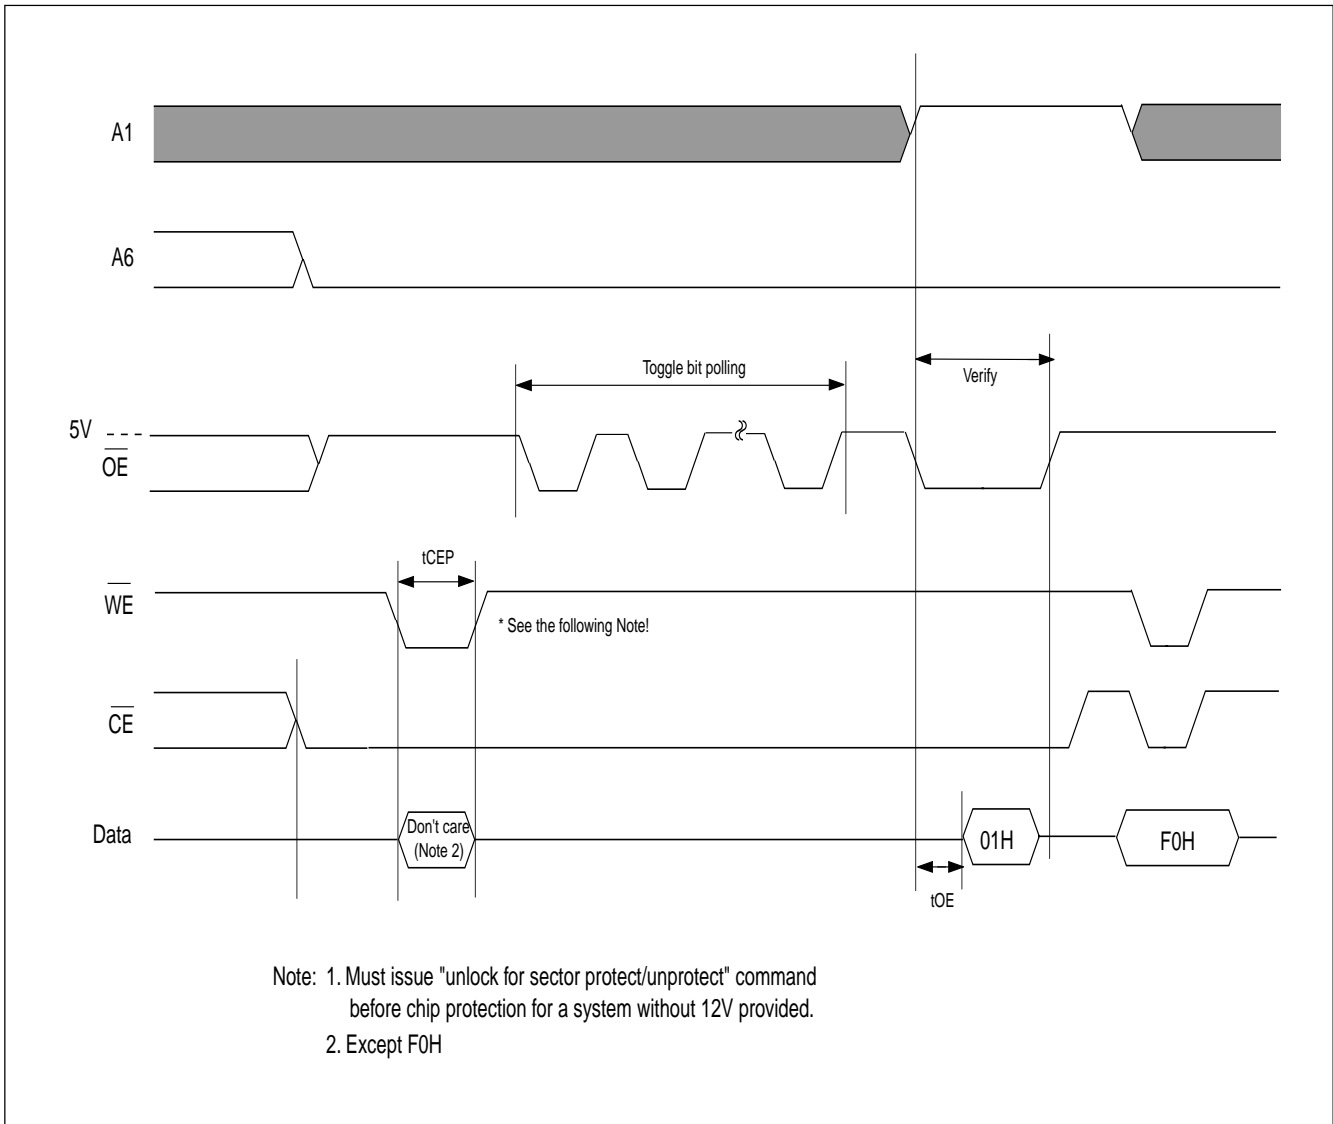 A1
A6
Toggle bit polling
Verify
5V
OE
tCEP
WE
* See the following Note!
CE
Data
Don't care
(Note 2)
01H
F0H
tOE
Note: 1. Must issue "unlock for sector protect/unprotect" command
before chip protection for a system without 12V provided.
2. Except F0H